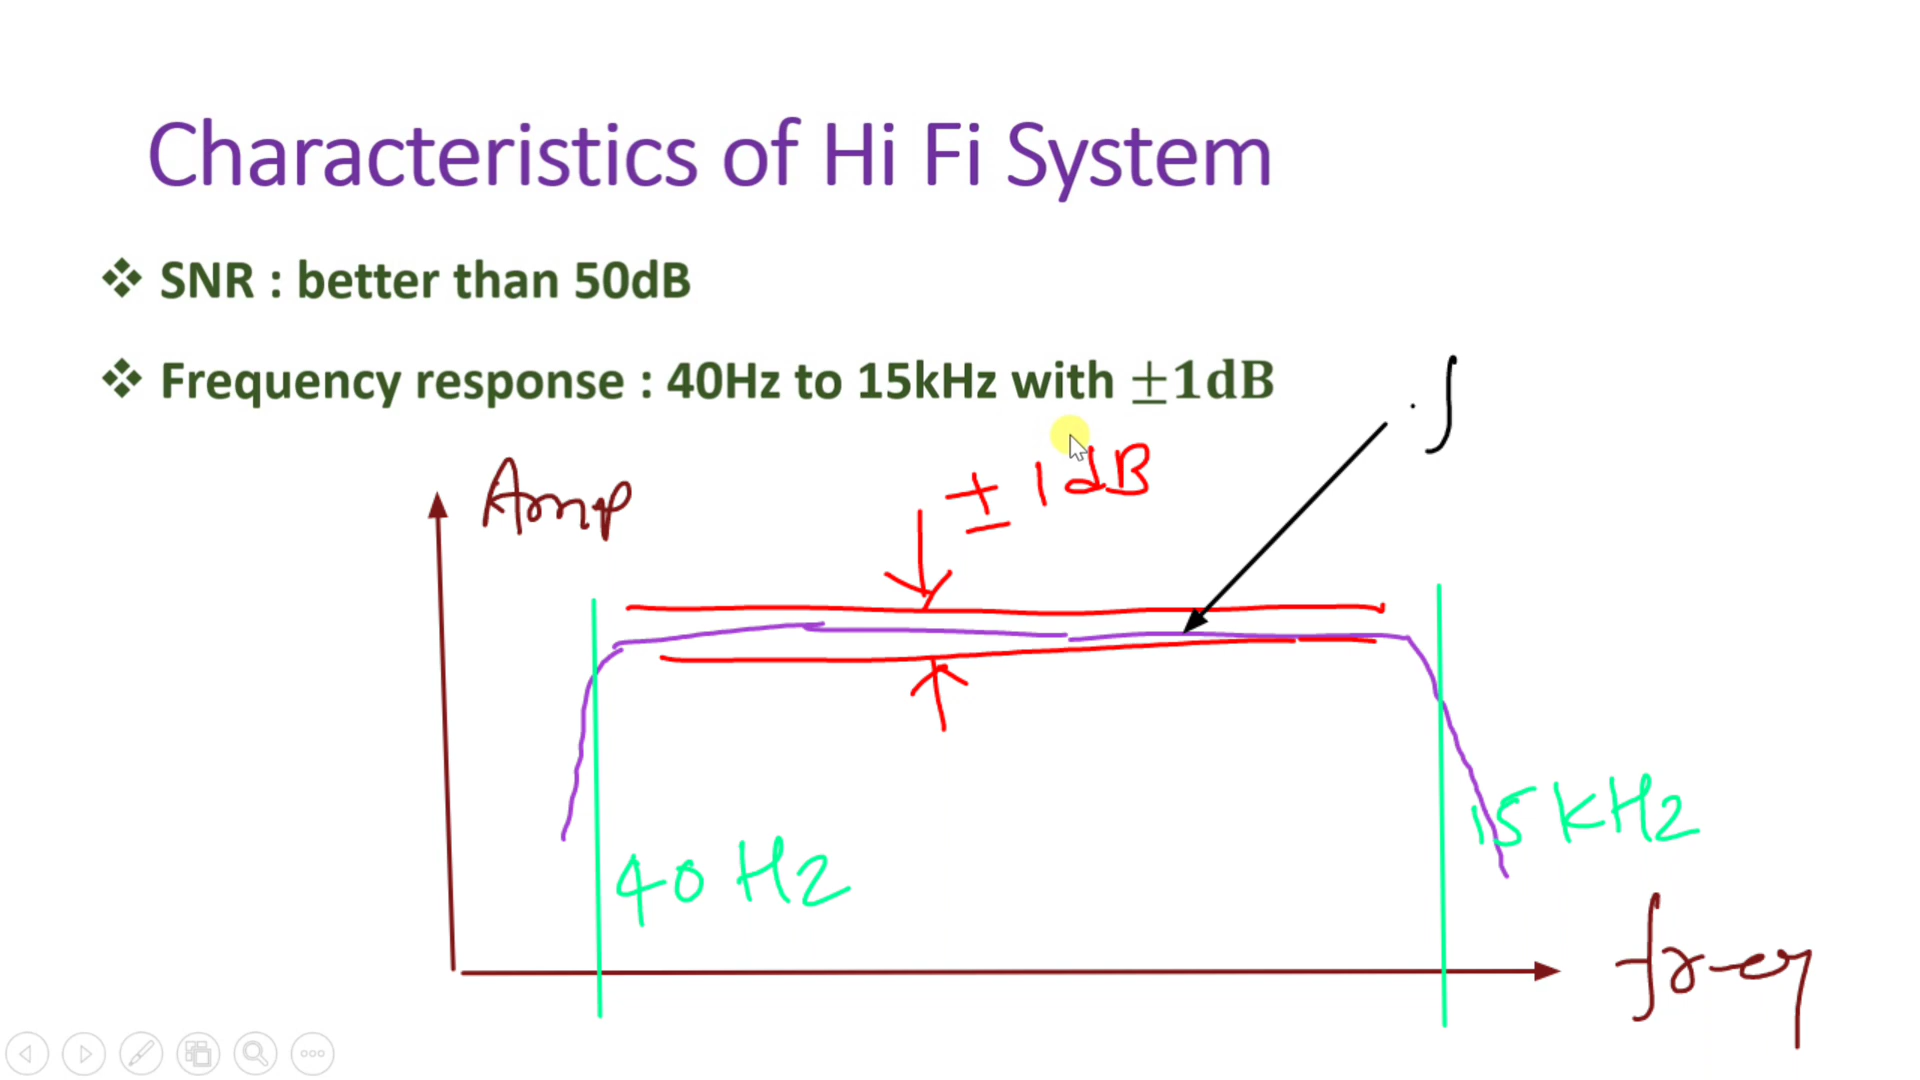 Characteristics of Hi Fi System
❖ SNR : better than 50dB
❖ Frequency response : 40Hz to 15kHz with ±1dB
Amp
± 1dB
15 kHz
40 Hz
freq